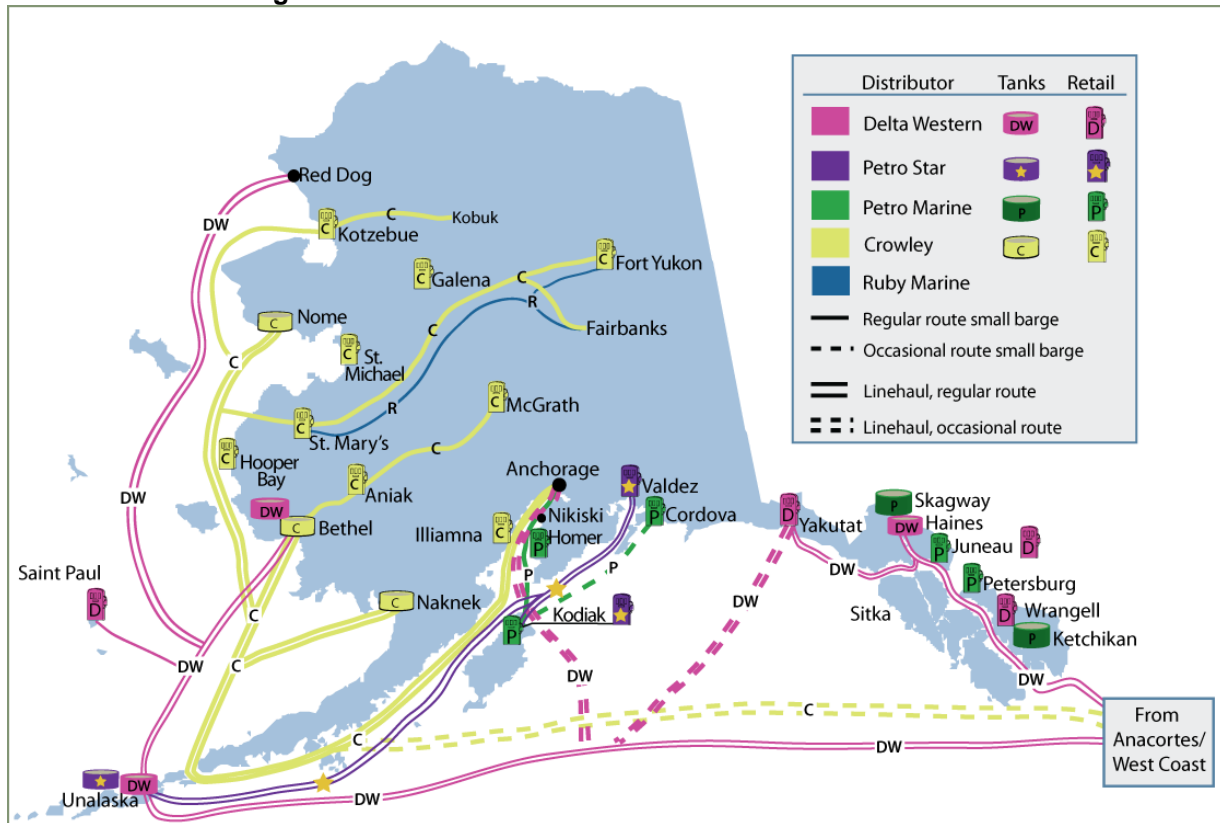 g
Distributor Tanks Retail
Delta Western DW D
Petro Star
Petro Marine P P
Crowley C C
Ruby Marine
Regular route small barge
Occasional route small barge
Linehaul, regular route
Linehaul, occasional route
Red Dog
DW
C
Kotzebue
C
Kobuk
C
Galena
C
Fort Yukon
C
R
Fairbanks
C
Nome
C
C
St.
Michael
C
C
St. Mary's
R
C
McGrath
C
C
Hooper
Bay
C
Aniak
DW
DW
C
Bethel
Anchorage
C
Illiamna
Nikiski
P
Homer
P
Valdez
P
Cordova
P
Kodiak
P
D
Yakutat
P
Skagway
DW
Haines
P
Juneau
D
DW
P
Petersburg
Sitka
D
Wrangell
P
Ketchikan
DW
Saint Paul
D
C
Naknek
C
DW
C
DW
DW
C
C
From
Anacortes/
West Coast
DW
DW
DW
Unalaska